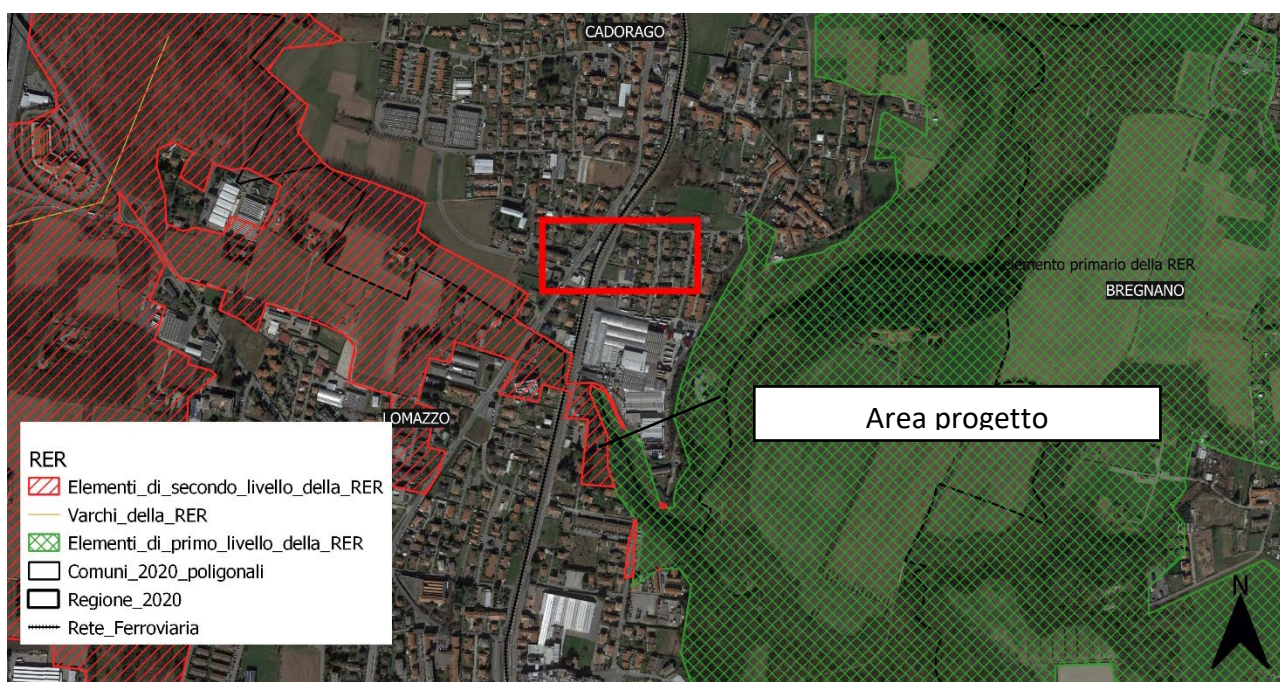 CADORAGO
elemento primario della RER
BREGNANO
Area progetto
LOMAZZO
RER
Elementi_di_secondo_livello_della_RER
Varchi_della_RER
Elementi_di_primo_livello_della_RER
Comuni_2020_poligonali
Regione_2020
Rete_Ferroviaria
N